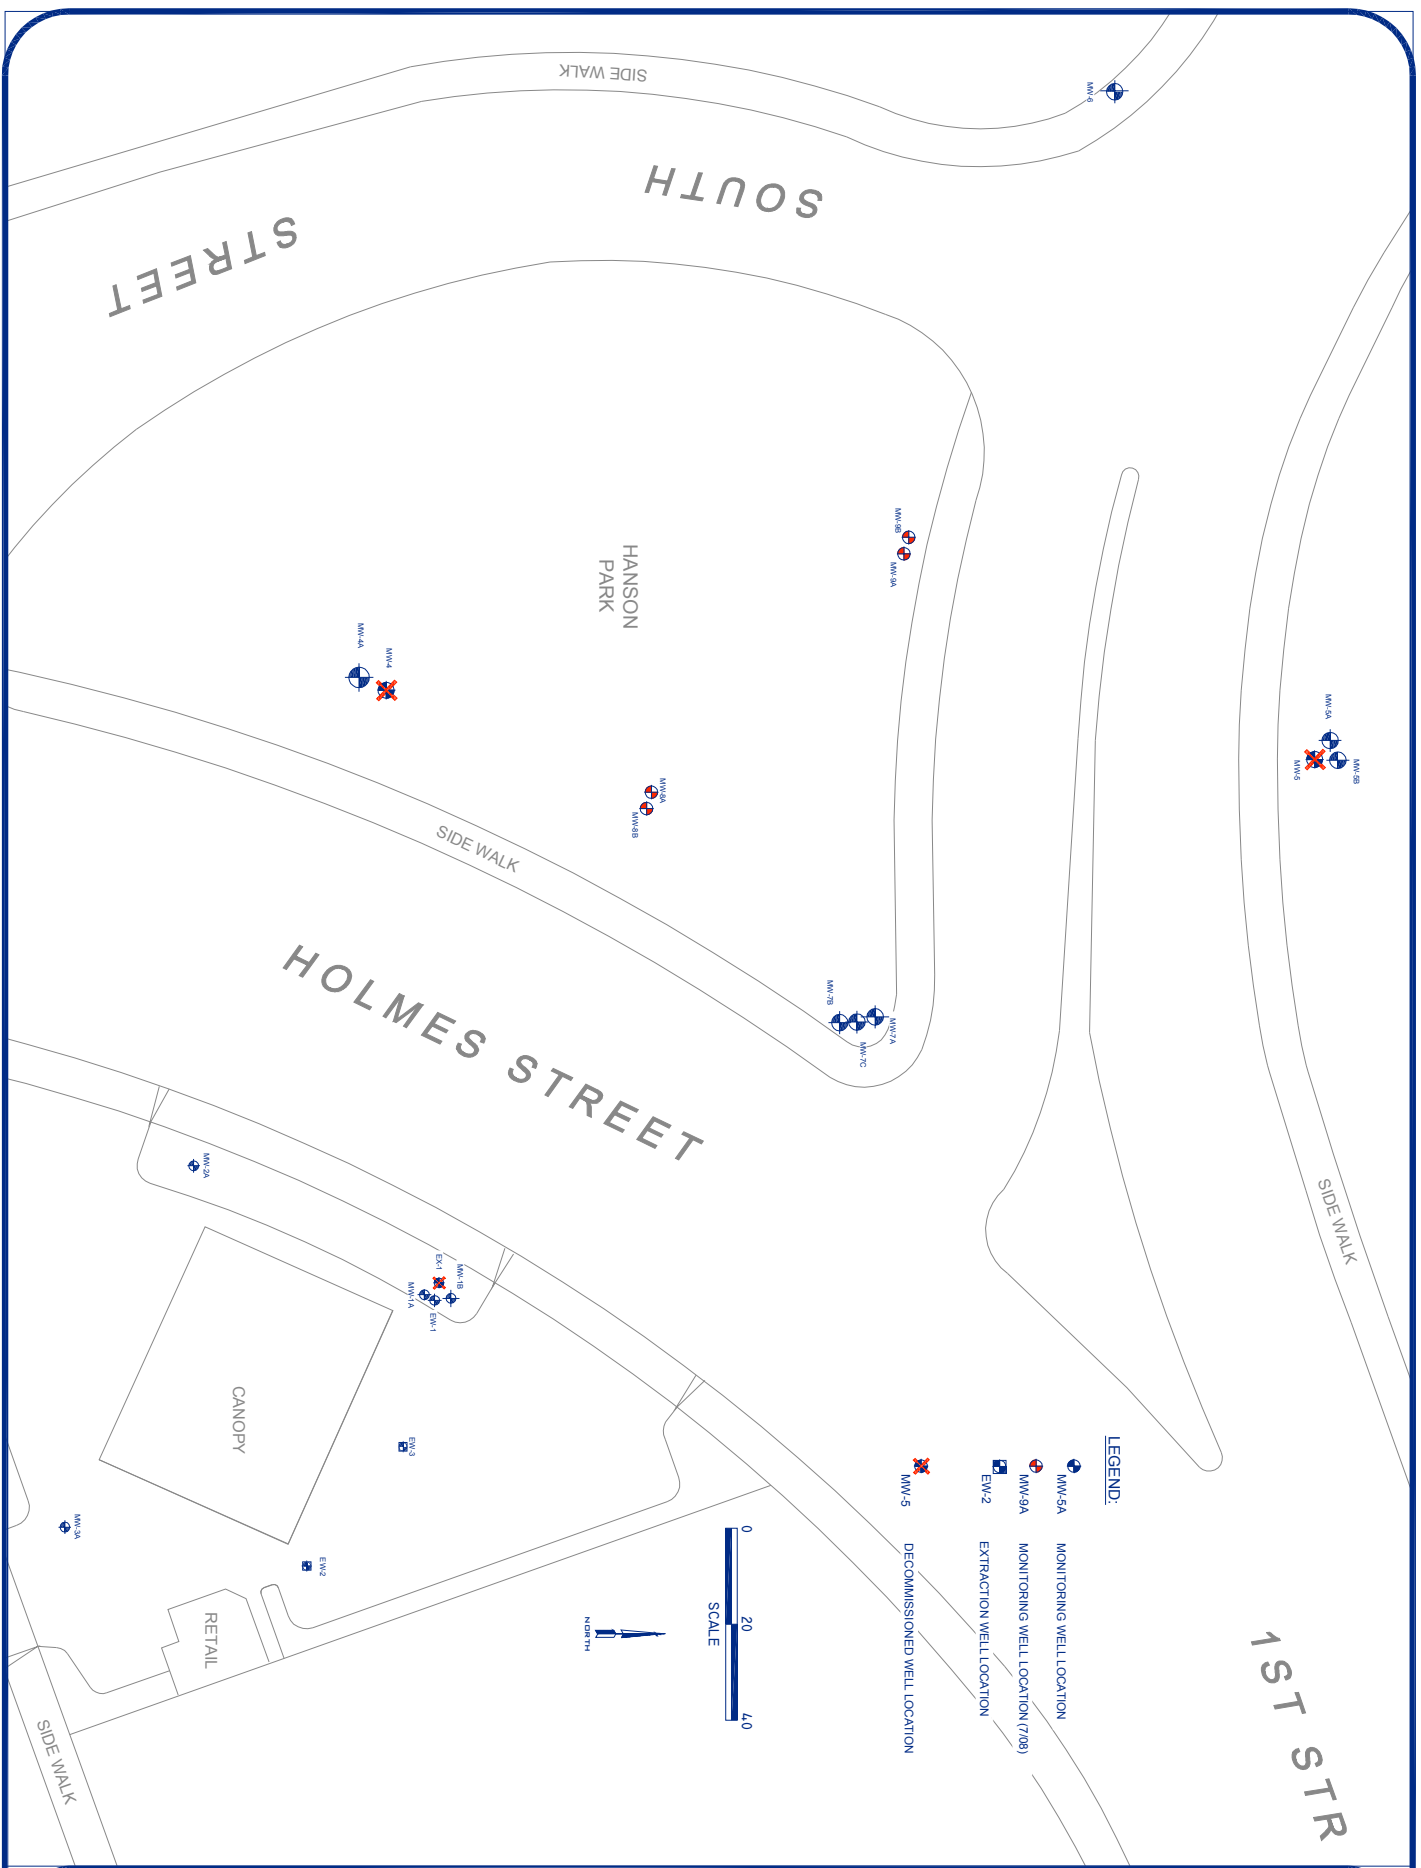 SIDE WALK
MW-6
SOUTH
STREET
MW-9B
MW-9A
HANSON
PARK
MW-4A
MW-4
MW-5A
MW-5B
MW-5
MW-8A
MW-8B
SIDE WALK
HOLMES STREET
MW-7B
MW-7A
MW-7C
MW-2A
SIDE WALK
EX-1
MW-1B
MW-1A
EW-1
CANOPY
EW-3
MW-3A
EW-2
RETAIL
SIDE WALK
1ST STR
LEGEND:
MW-5A MONITORING WELL LOCATION
MW-9A MONITORING WELL LOCATION (7/08)
EW-2 EXTRACTION WELL LOCATION
MW-5 DECOMMISSIONED WELL LOCATION
0 20 40
SCALE
NORTH